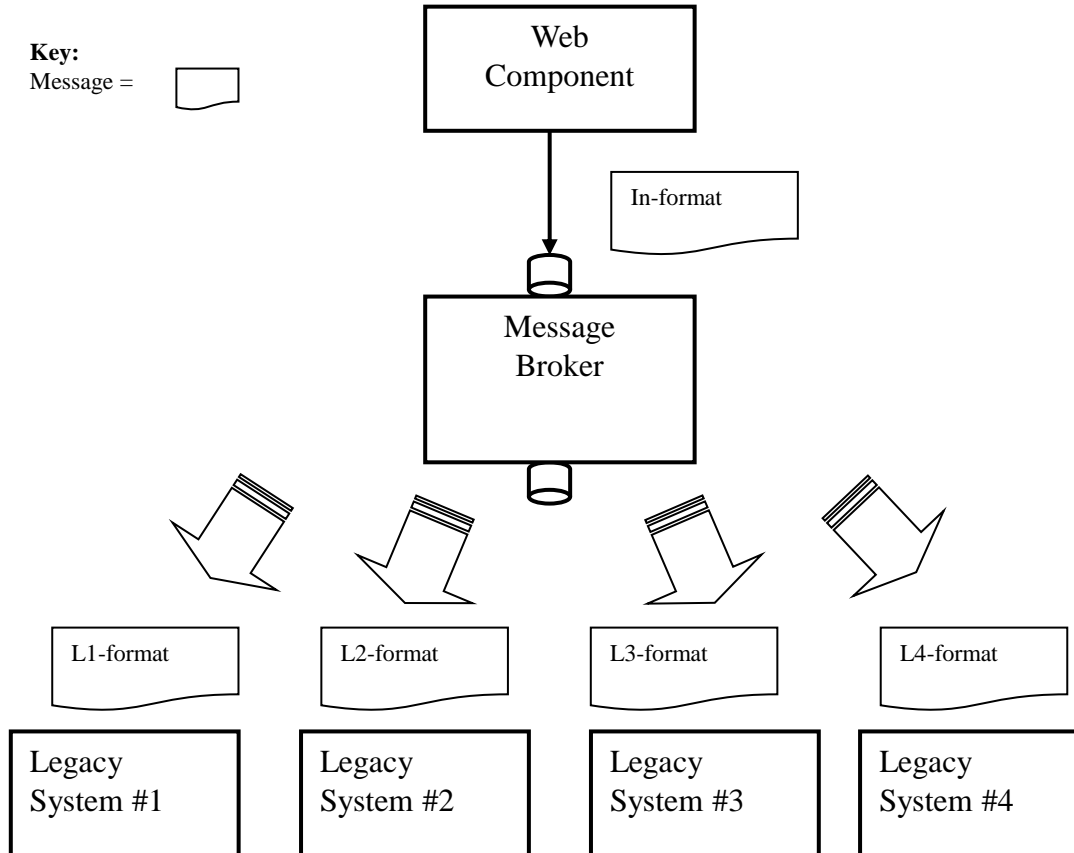 Web
Component
Key:
Message =
In-format
Message
Broker
L1-format
L2-format
L3-format
L4-format
Legacy
System #1
Legacy
System #2
Legacy
System #3
Legacy
System #4